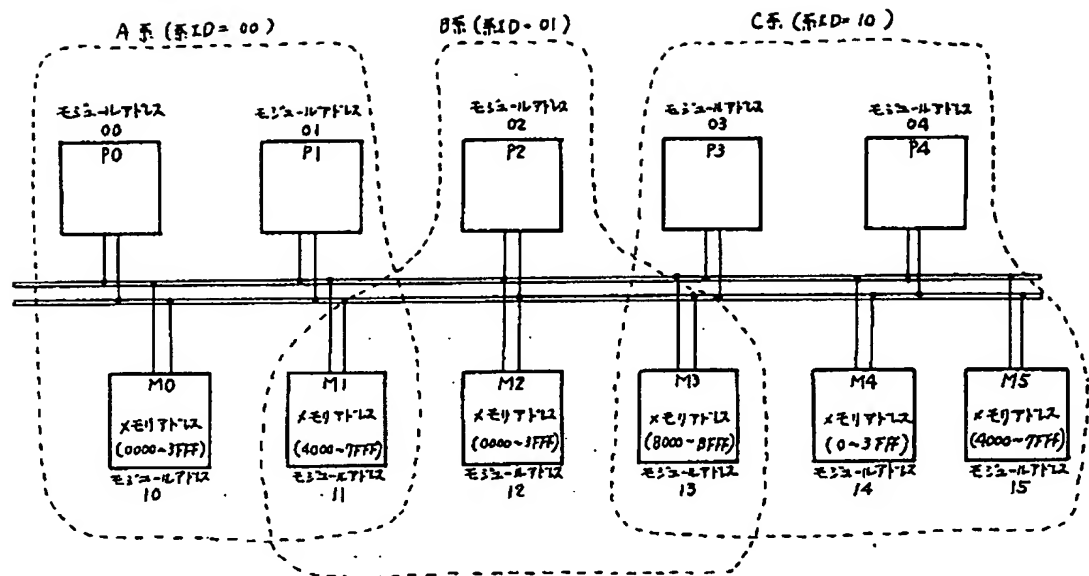 A系 (系ID=00)
B系(系ID=01)
C系 (系ID=10)
モジュールアドレス
00
P0
モジュールアドレス
01
P1
モジュールアドレス
02
P2
モジュールアドレス
03
P3
モジュールアドレス
04
P4
M0
メモリアドレス
(0000~3FFF)
モジュールアドレス
10
M1
メモリアドレス
(4000~7FFF)
モジュールアドレス
11
M2
メモリアドレス
(0000~3FFF)
モジュールアドレス
12
M3
メモリアドレス
(8000~BFFF)
モジュールアドレス
13
M4
メモリアドレス
(0~3FFF)
モジュールアドレス
14
M5
メモリアドレス
(4000~7FFF)
モジュールアドレス
15